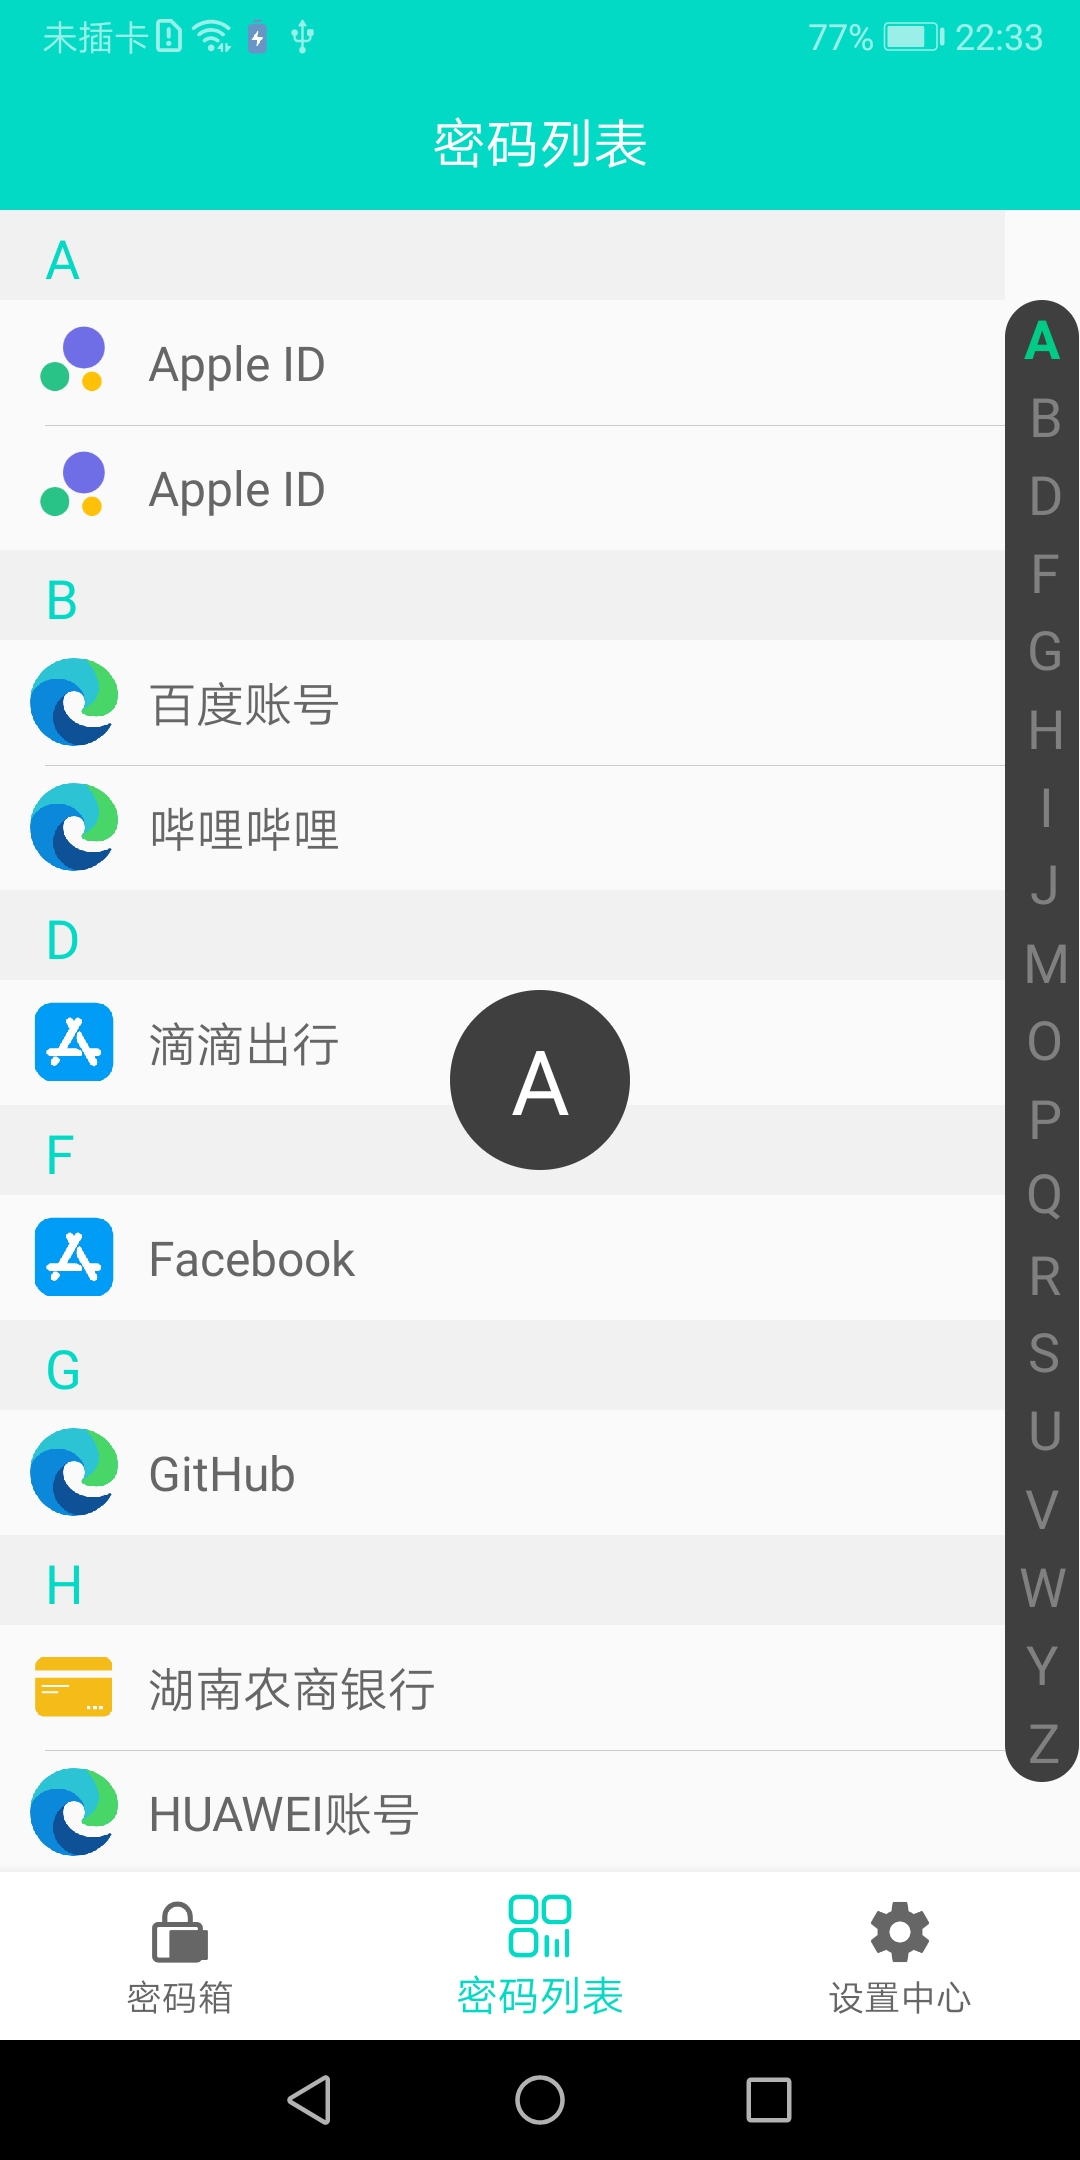 未插卡 77% 22:33
密码列表
A
Apple ID
Apple ID
B
百度账号
哔哩哔哩
D
滴滴出行
A
F
Facebook
G
GitHub
H
湖南农商银行
HUAWEI账号
A
B
D
F
G
H
I
J
M
O
P
Q
R
S
U
V
W
Y
Z
密码箱 密码列表 设置中心